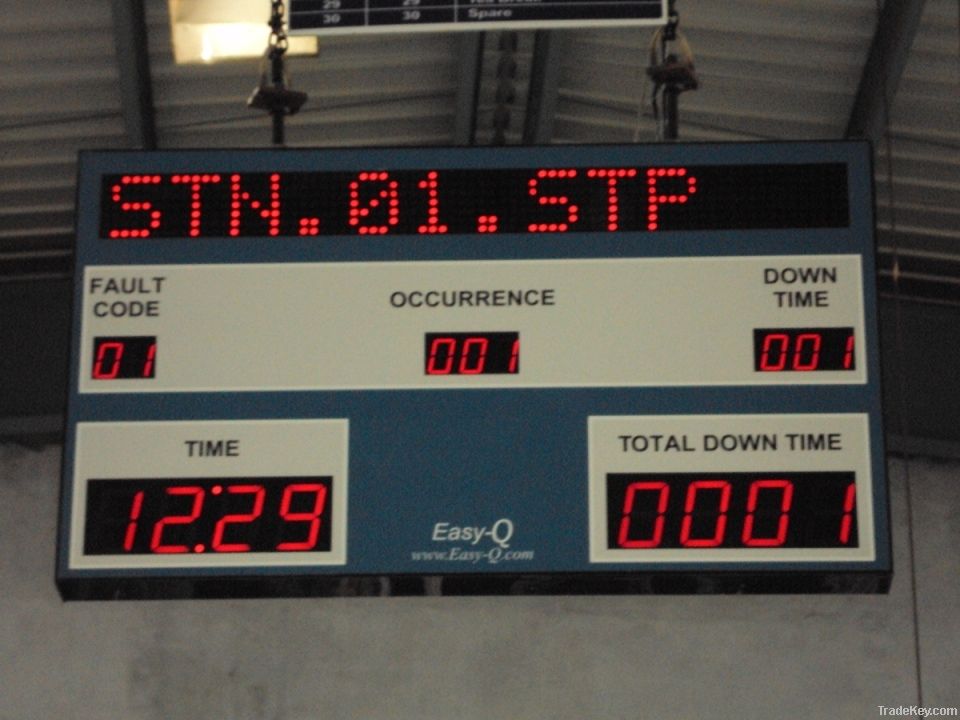 30 30 Spare
STN.01.STP
FAULT CODE
OCCURRENCE
DOWN TIME
01 001 001
TIME
TOTAL DOWN TIME
12:29
0001
Easy-Q
www.Easy-Q.com
TradeKey.com